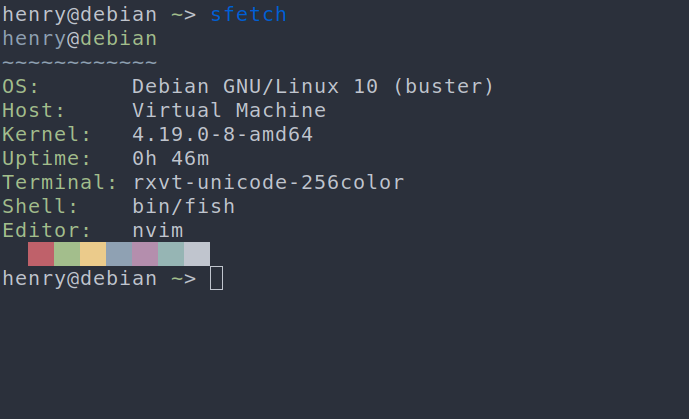 henry@debian ~> sfetch
henry@debian
~~~~~~~~~~~~
OS:       Debian GNU/Linux 10 (buster)
Host:     Virtual Machine
Kernel:   4.19.0-8-amd64
Uptime:   0h 46m
Terminal: rxvt-unicode-256color
Shell:    bin/fish
Editor:   nvim
henry@debian ~>